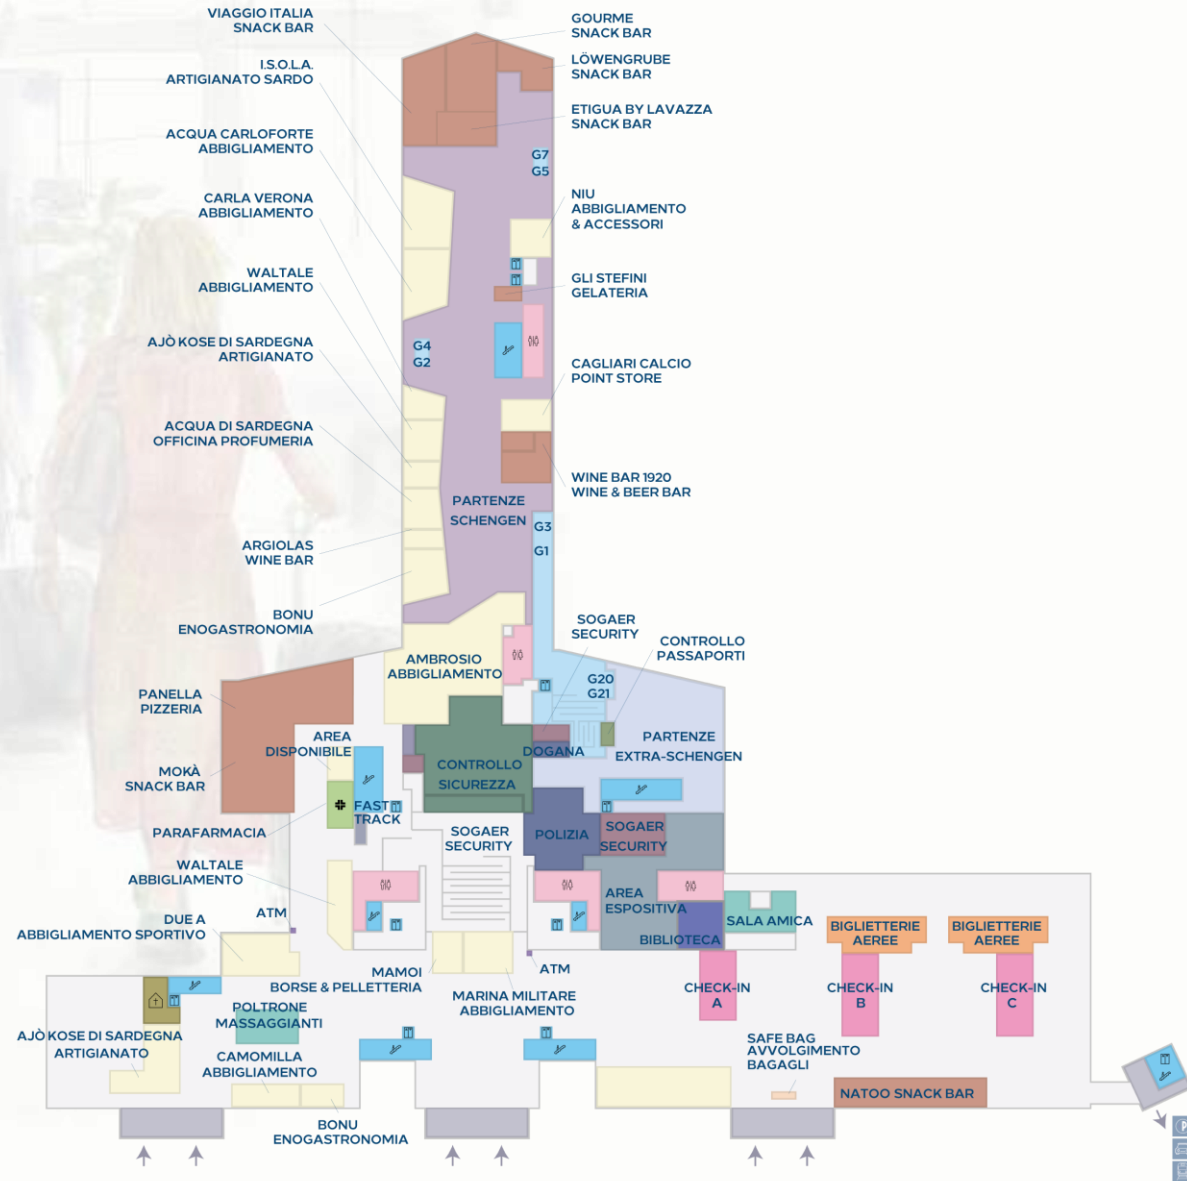 VIAGGIO ITALIA
SNACK BAR
GOURME
SNACK BAR
I.S.O.L.A.
ARTIGIANATO SARDO
LÖWENGRUBE
SNACK BAR
ETIGUA BY LAVAZZA
SNACK BAR
ACQUA CARLOFORTE
ABBIGLIAMENTO
G7
G5
CARLA VERONA
ABBIGLIAMENTO
NIU
ABBIGLIAMENTO
& ACCESSORI
WALTALE
ABBIGLIAMENTO
GLI STEFINI
GELATERIA
AJÒ KOSE DI SARDEGNA
ARTIGIANATO
G4
G2
CAGLIARI CALCIO
POINT STORE
ACQUA DI SARDEGNA
OFFICINA PROFUMERIA
WINE BAR 1920
WINE & BEER BAR
PARTENZE
SCHENGEN
G3
G1
ARGIOLAS
WINE BAR
BONU
ENOGASTRONOMIA
SOGAER
SECURITY
CONTROLLO
PASSAPORTI
AMBROSIO
ABBIGLIAMENTO
G20
G21
PANELLA
PIZZERIA
AREA
DISPONIBILE
DOGANA
PARTENZE
EXTRA-SCHENGEN
MOKÀ
SNACK BAR
CONTROLLO
SICUREZZA
PARAFARMACIA
FAST
TRACK
SOGAER
SECURITY
POLIZIA
SOGAER
SECURITY
WALTALE
ABBIGLIAMENTO
AREA
ESPOSITIVA
ATM
DUE A
ABBIGLIAMENTO SPORTIVO
SALA AMICA
BIGLIETTERIE
AEREE
BIGLIETTERIE
AEREE
BIBLIOTECA
MAMOI
BORSE & PELLETTERIA
ATM
MARINA MILITARE
ABBIGLIAMENTO
CHECK-IN
A
CHECK-IN
B
CHECK-IN
C
POLTRONE
MASSAGGIANTI
AJÒ KOSE DI SARDEGNA
ARTIGIANATO
CAMOMILLA
ABBIGLIAMENTO
SAFE BAG
AVVOLGIMENTO
BAGAGLI
NATOO SNACK BAR
BONU
ENOGASTRONOMIA
P